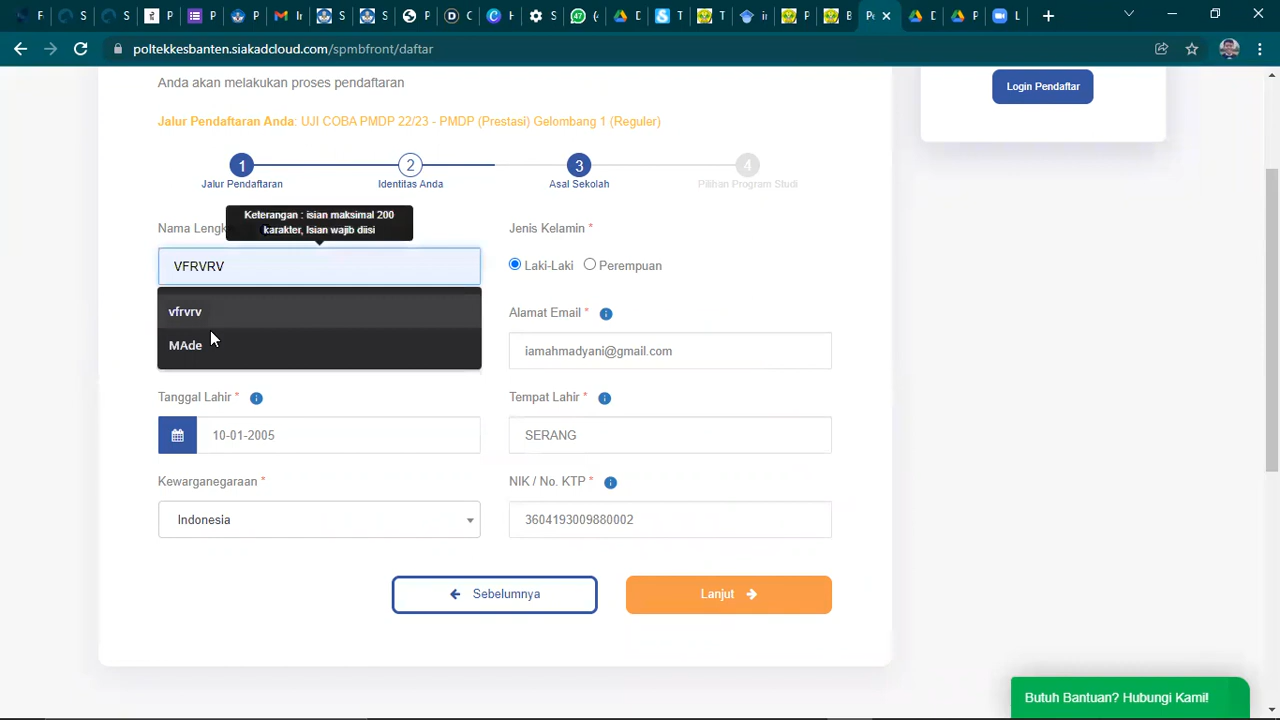 S
S
?
In
S
D
C
S
(
D
T
in
P
B
Po
D
P
L
poltekkesbanten.siakadcloud.com/spmbfront/daftar
Anda akan melakukan proses pendaftaran
Login Pendaftar
Jalur Pendaftaran Anda: UJI COBA PMDP 22/23 - PMDP (Prestasi) Gelombang 1 (Reguler)
1
2
3
4
Jalur Pendaftaran
Identitas Anda
Asal Sekolah
Pilihan Program Studi
Keterangan : isian maksimal 200
karakter, Isian wajib diisi
Nama Lengk
Jenis Kelamin *
VFRVRV
Laki-Laki
Perempuan
vfrvrv
MAde
Alamat Email *
iamahmadyani@gmail.com
Tanggal Lahir *
Tempat Lahir *
10-01-2005
SERANG
Kewarganegaraan *
NIK / No. KTP *
Indonesia
3604193009880002
Sebelumnya
Lanjut
Butuh Bantuan? Hubungi Kami!